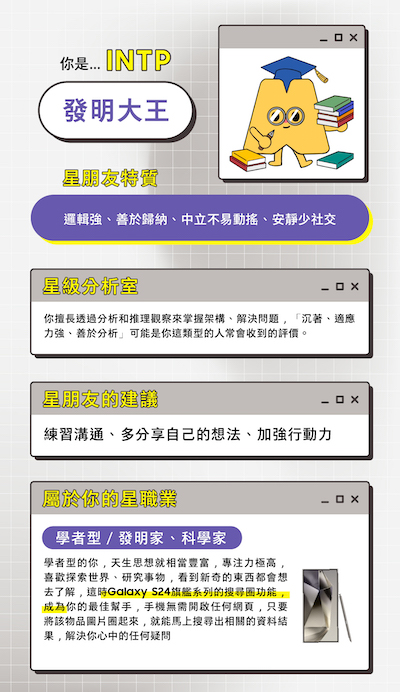 你是... INTP
發明大王
星朋友特質
邏輯強、善於歸納、中立不易動搖、安靜少社交
星級分析室
你擅長透過分析和推理觀察來掌握架構、解決問題,「沉著、適應
力強、善於分析」可能是你這類型的人常會收到的評價。
星朋友的建議
練習溝通、多分享自己的想法、加強行動力
屬於你的星職業
學者型 / 發明家、科學家
學者型的你,天生思想就相當豐富,專注力極高,
喜歡探索世界、研究事物,看到新奇的東西都會想
去了解,這時Galaxy S24旗艦系列的搜尋圈功能,
成為你的最佳幫手,手機無需開啟任何網頁,只要
將該物品圖片圈起來,就能馬上搜尋出相關的資料結
果,解決你心中的任何疑問